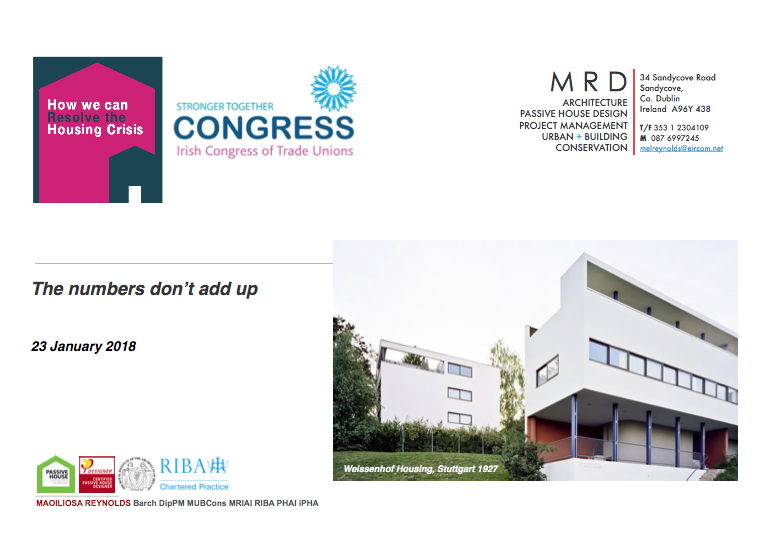 How we can
Resolve the
Housing Crisis
STRONGER TOGETHER
CONGRESS
Irish Congress of Trade Unions
MRD
ARCHITECTURE
PASSIVE HOUSE DESIGN
PROJECT MANAGEMENT
URBAN + BUILDING
CONSERVATION
34 Sandycove Road
Sandycove,
Co. Dublin
Ireland A96Y 438
T/F 353 1 2304109
M 087 6997245
melreynolds@eircom.net
The numbers don't add up
23 January 2018
Weissenhof Housing, Stuttgart 1927
PASSIVE
HOUSE
DESIGNER
CERTIFIED
PASSIVE HOUSE
DESIGNER
RIBA
Chartered Practice
MAOILIOSA REYNOLDS Barch DipPM MUBCons MRIAI RIBA PHAI iPHA